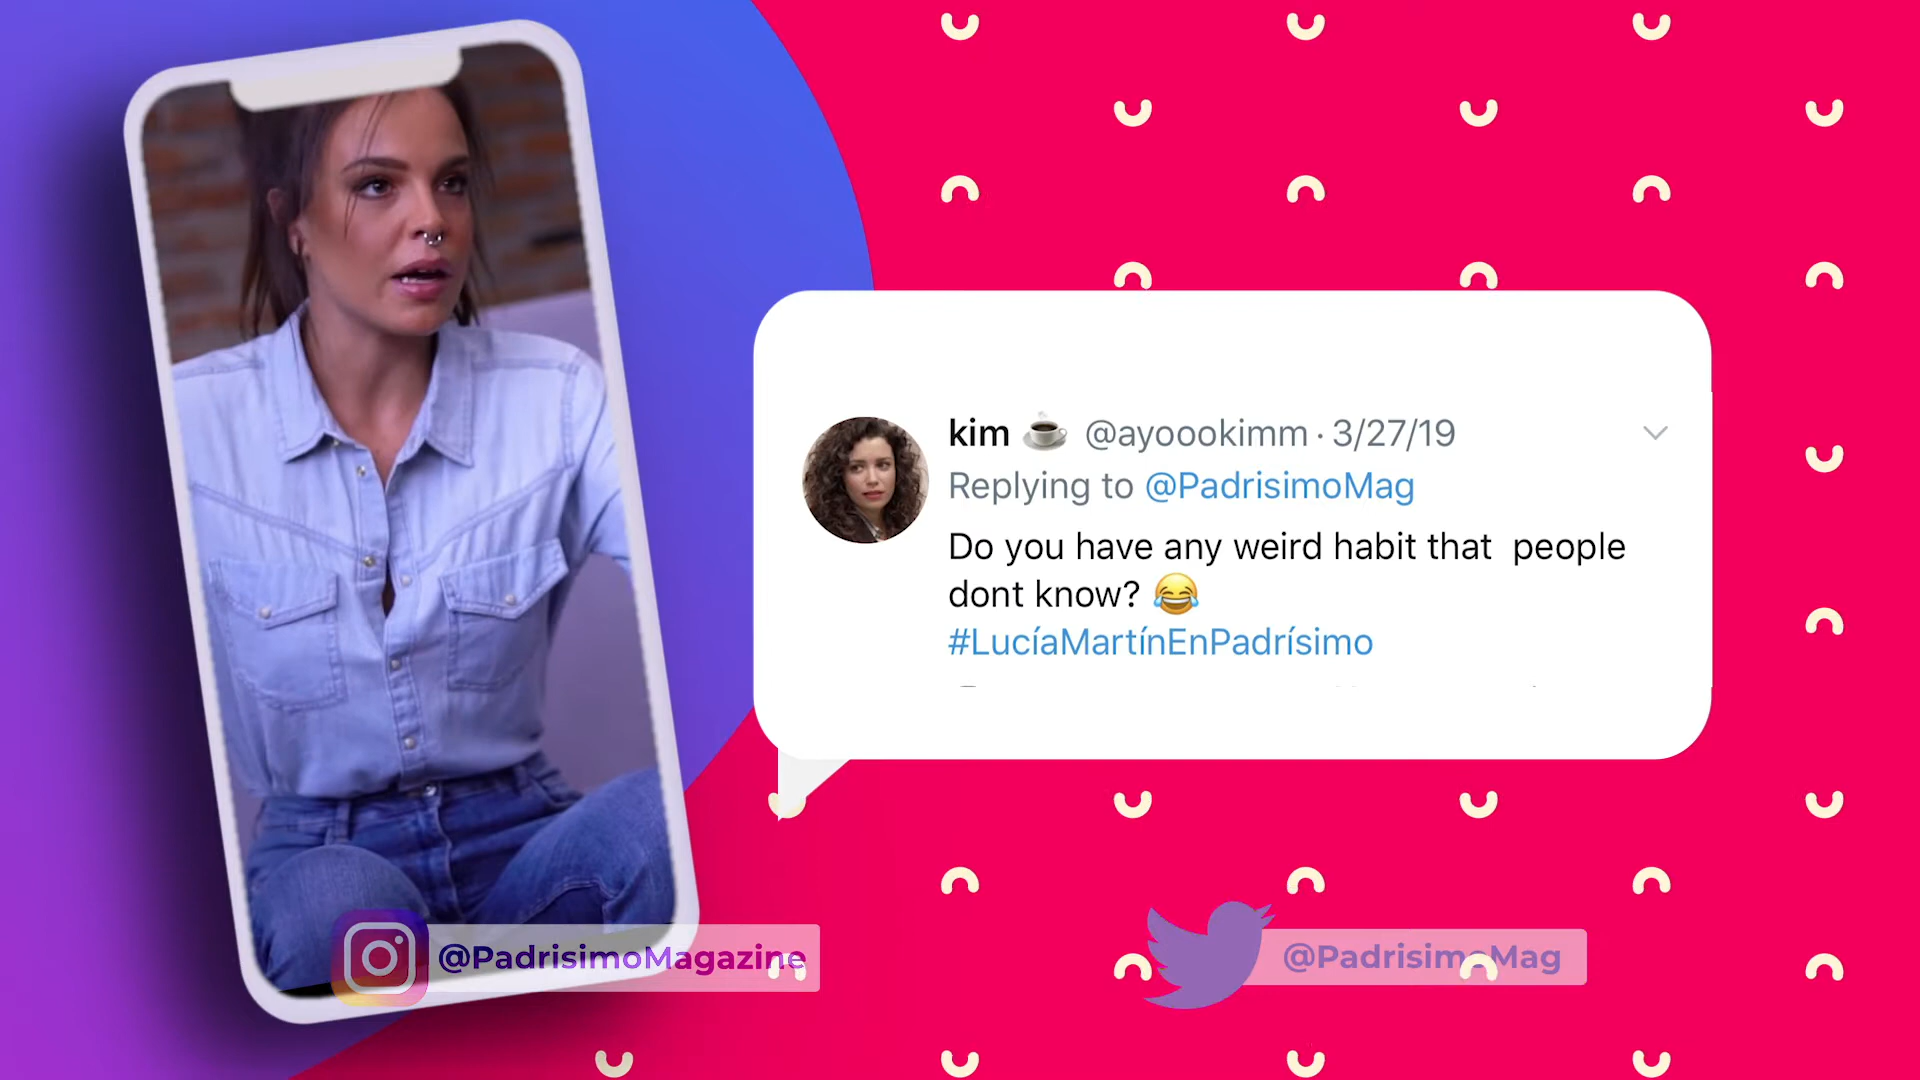 kim ☕ @ayoookimm · 3/27/19
Replying to @PadrisimoMag
Do you have any weird habit that people
dont know? 😂
#LucíaMartínEnPadrísimo
@PadrisimoMagazine
@PadrisimoMag